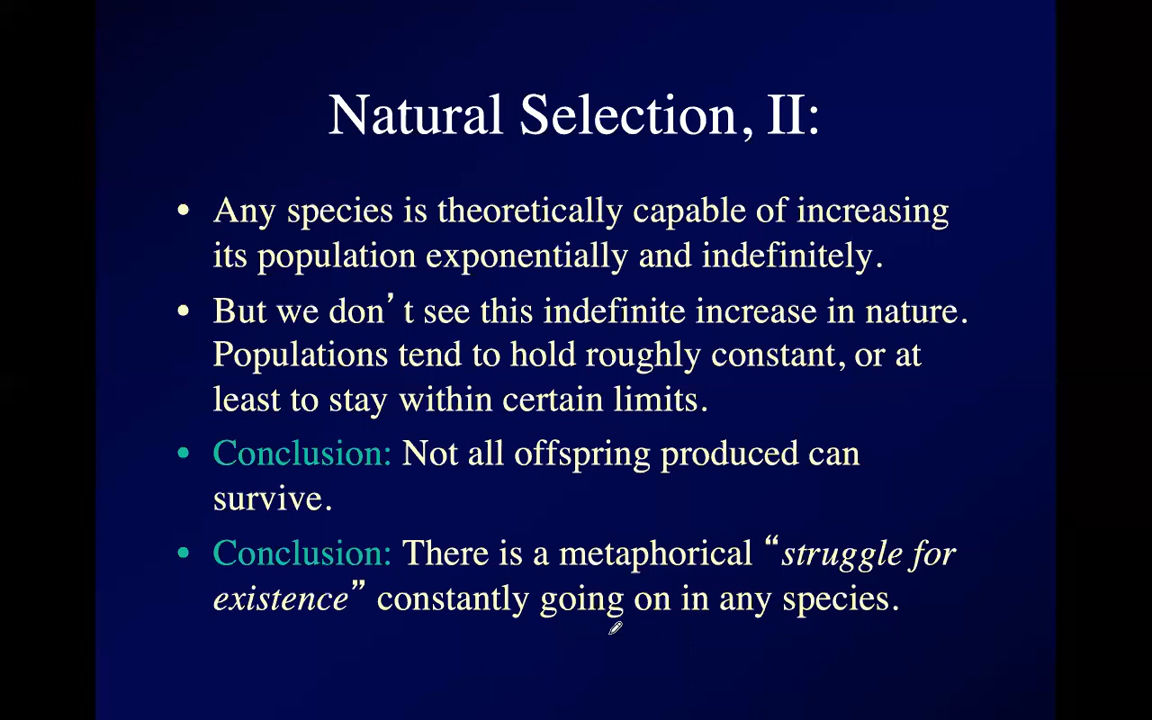 Natural Selection, II:
• Any species is theoretically capable of increasing
its population exponentially and indefinitely.
• But we don’t see this indefinite increase in nature.
Populations tend to hold roughly constant, or at
least to stay within certain limits.
• Conclusion: Not all offspring produced can
survive.
• Conclusion: There is a metaphorical “struggle for
existence” constantly going on in any species.